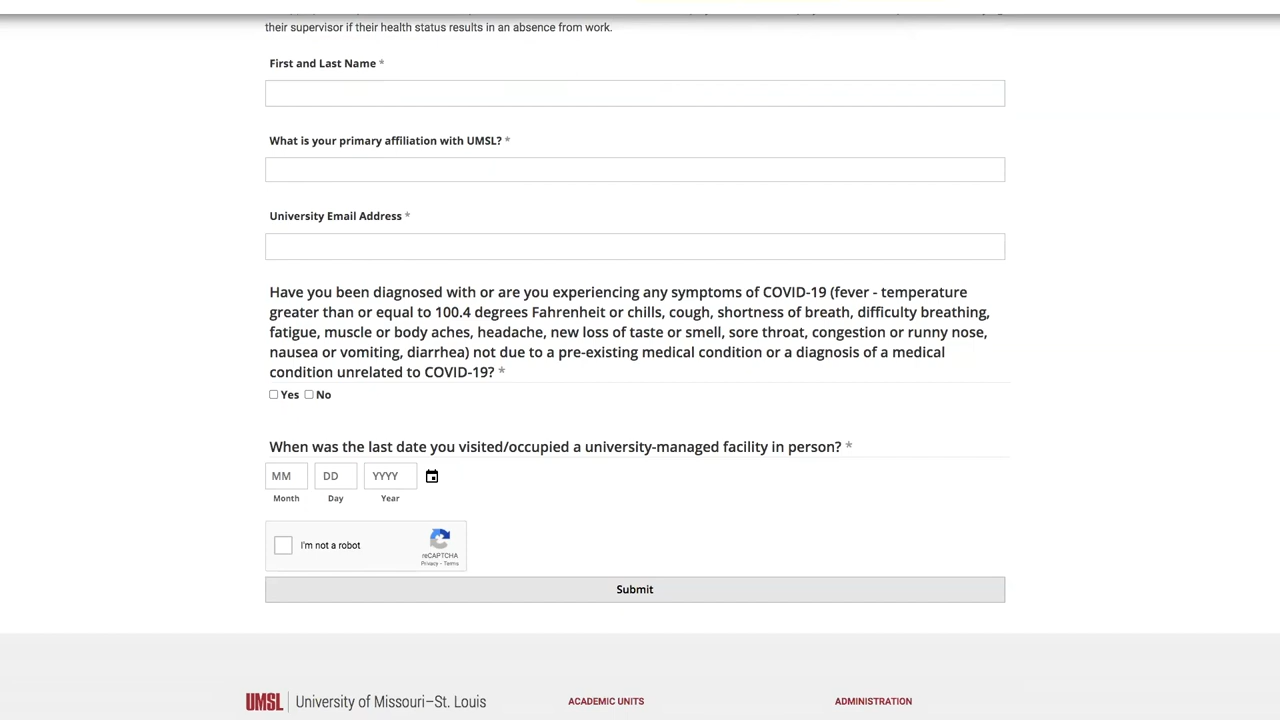 their supervisor if their health status results in an absence from work.
First and Last Name *
What is your primary affiliation with UMSL? *
University Email Address *
Have you been diagnosed with or are you experiencing any symptoms of COVID-19 (fever - temperature
greater than or equal to 100.4 degrees Fahrenheit or chills, cough, shortness of breath, difficulty breathing,
fatigue, muscle or body aches, headache, new loss of taste or smell, sore throat, congestion or runny nose,
nausea or vomiting, diarrhea) not due to a pre-existing medical condition or a diagnosis of a medical
condition unrelated to COVID-19? *
Yes No
When was the last date you visited/occupied a university-managed facility in person? *
MM DD YYYY
Month Day Year
I'm not a robot
reCAPTCHA
Privacy - Terms
Submit
UMSL University of Missouri–St. Louis
ACADEMIC UNITS
ADMINISTRATION